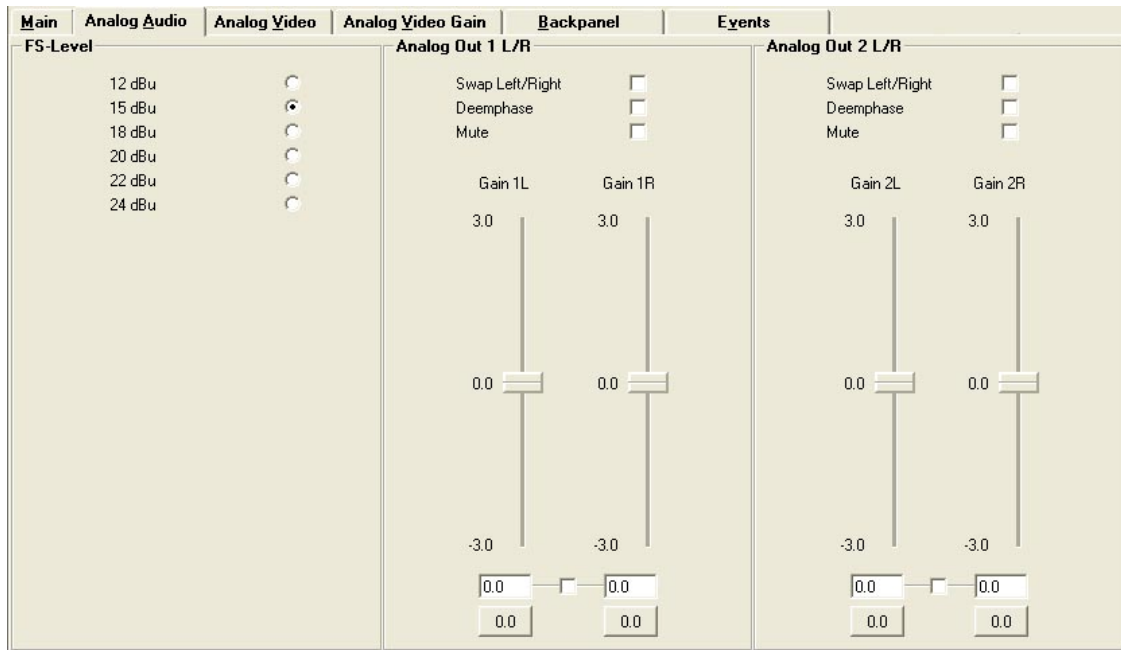 Main Analog Audio Analog Video Analog Video Gain Backpanel Events
FS-Level
12 dBu
15 dBu
18 dBu
20 dBu
22 dBu
24 dBu
Analog Out 1 L/R
Swap Left/Right
Deemphase
Mute
Gain 1L Gain 1R
3.0 3.0
0.0 0.0
-3.0 -3.0
0.0 0.0
0.0 0.0
Analog Out 2 L/R
Swap Left/Right
Deemphase
Mute
Gain 2L Gain 2R
3.0 3.0
0.0 0.0
-3.0 -3.0
0.0 0.0
0.0 0.0